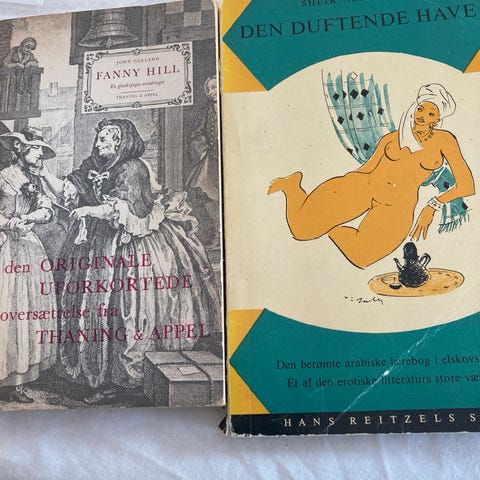 JOHN CLELAND
FANNY HILL
En glædespiges erindringer
THANING & APPEL
den ORIGINALE
UFORKORTEDE
oversættelse fra
THANING & APPEL
SHEIK
DEN DUFTENDE HAVE
Den berømte arabiske lærebog i elskovs
Et af den erotiske litteraturs store væ
HANS REITZELS S